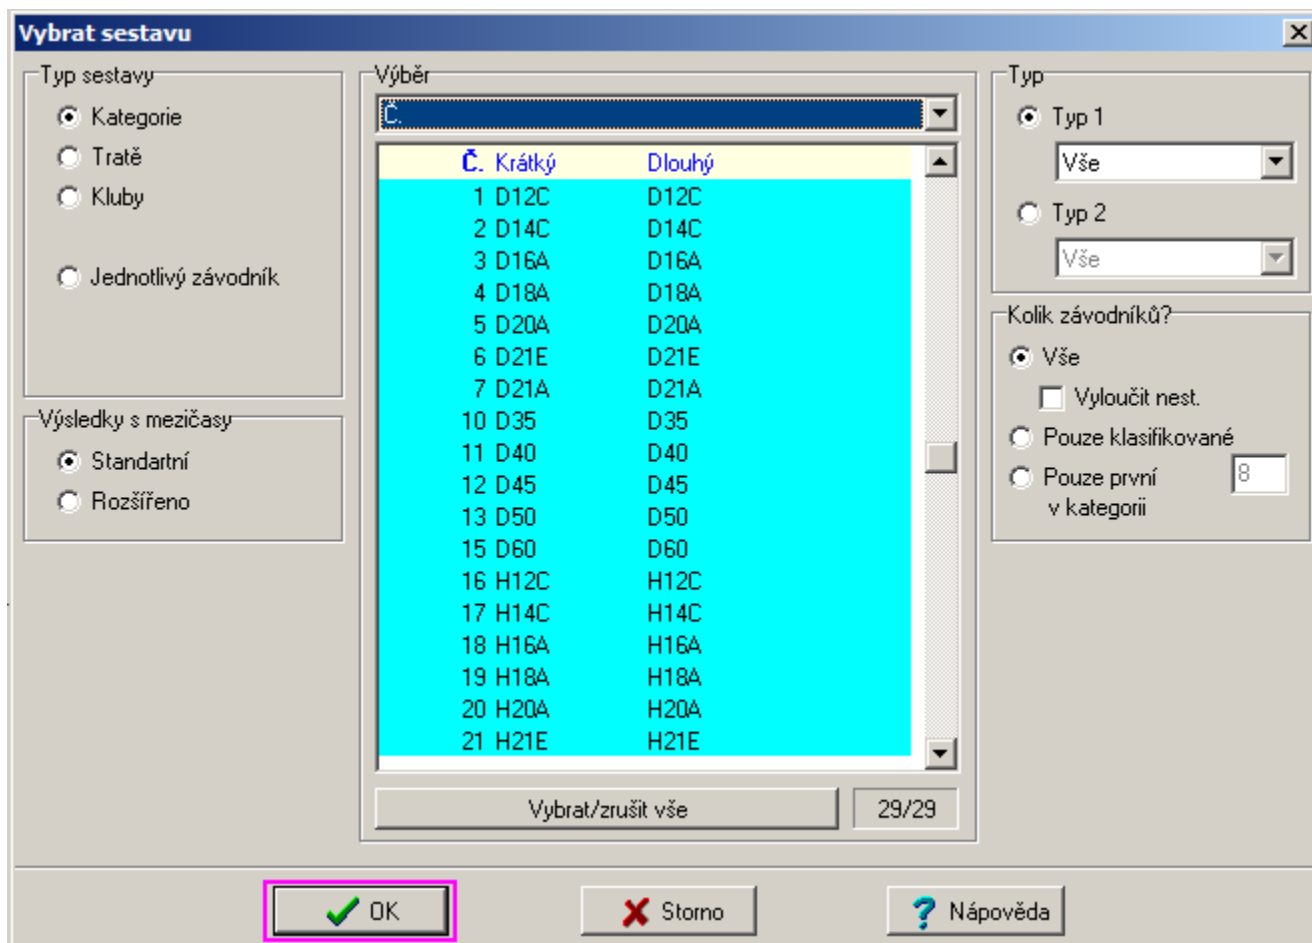 Vybrat sestavu
Typ sestavy
Kategorie
Tratě
Kluby
Jednotlivý závodník
Výsledky s mezičasy
Standartní
Rozšířeno
Výběr
Č.
Č. Krátký Dlouhý
1 D12C D12C
2 D14C D14C
3 D16A D16A
4 D18A D18A
5 D20A D20A
6 D21E D21E
7 D21A D21A
10 D35 D35
11 D40 D40
12 D45 D45
13 D50 D50
15 D60 D60
16 H12C H12C
17 H14C H14C
18 H16A H16A
19 H18A H18A
20 H20A H20A
21 H21E H21E
Vybrat/zrušit vše 29/29
Typ
Typ 1
Vše
Typ 2
Vše
Kolik závodníků?
Vše
Vyloučit nest.
Pouze klasifikované
Pouze první 8
v kategorii
OK Storno Nápověda